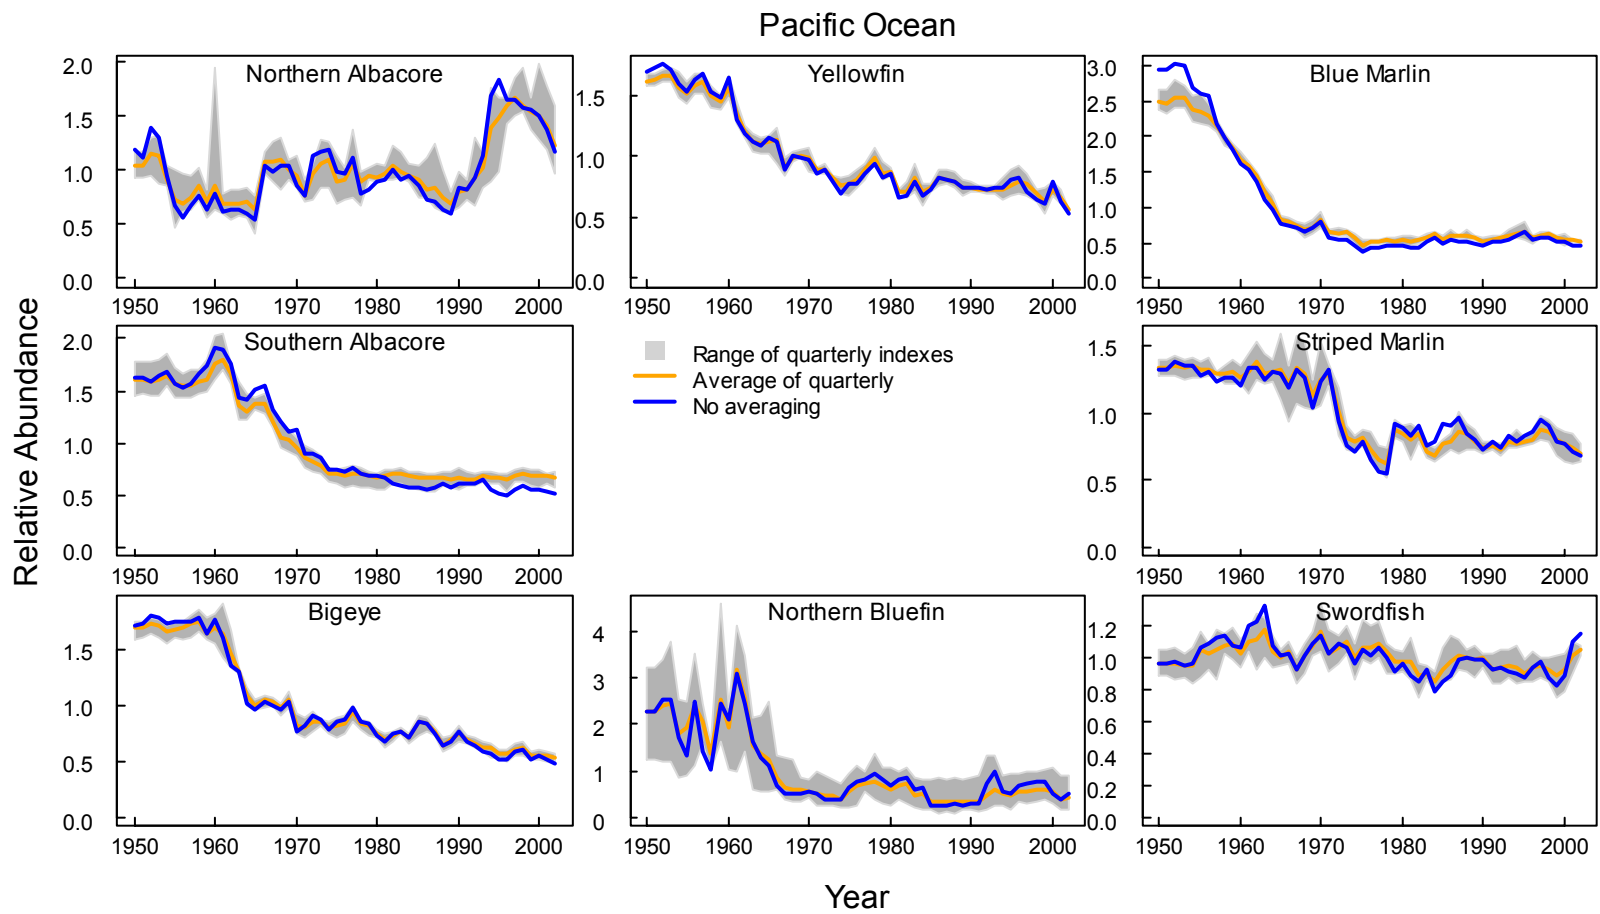 Pacific Ocean
Relative Abundance
Northern Albacore
2.0
1.5
1.0
0.5
0.0
1950 1960 1970 1980 1990 2000
Yellowfin
1.5
1.0
0.5
0.0
1950 1960 1970 1980 1990 2000
Blue Marlin
3.0
2.5
2.0
1.5
1.0
0.5
0.0
1950 1960 1970 1980 1990 2000
Southern Albacore
2.0
1.5
1.0
0.5
0.0
1950 1960 1970 1980 1990 2000
Range of quarterly indexes
Average of quarterly
No averaging
Striped Marlin
1.5
1.0
0.5
0.0
1950 1960 1970 1980 1990 2000
Bigeye
1.5
1.0
0.5
0.0
1950 1960 1970 1980 1990 2000
Northern Bluefin
4
3
2
1
0
1950 1960 1970 1980 1990 2000
Swordfish
1.2
1.0
0.8
0.6
0.4
0.2
0.0
1950 1960 1970 1980 1990 2000
Year